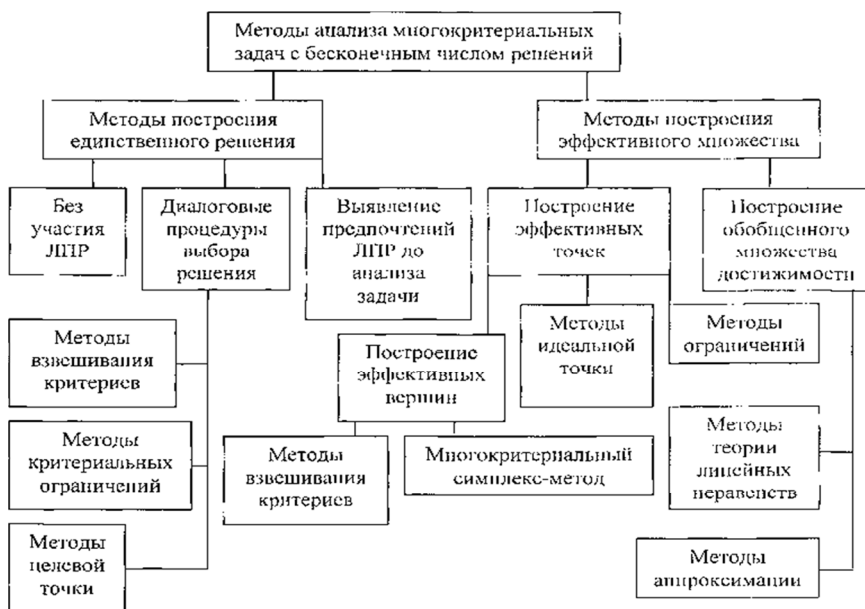 Методы анализа многокритериальных
задач с бесконечным числом решений
Методы построения
единственного решения
Методы построения
эффективного множества
Без
участия
ЛПР
Диалоговые
процедуры
выбора
решения
Выявление
предпочтений
ЛПР до
анализа
задачи
Построение
эффективных
точек
Построение
обобщенного
множества
достижимости
Методы
взвешивания
критериев
Построение
эффективных
вершин
Методы
идеальной
точки
Методы
ограничений
Методы
критериальных
ограничений
Методы
взвешивания
критериев
Многокритериальный
симплекс-метод
Методы
теории
линейных
неравенств
Методы
целевой
точки
Методы
аппроксимации